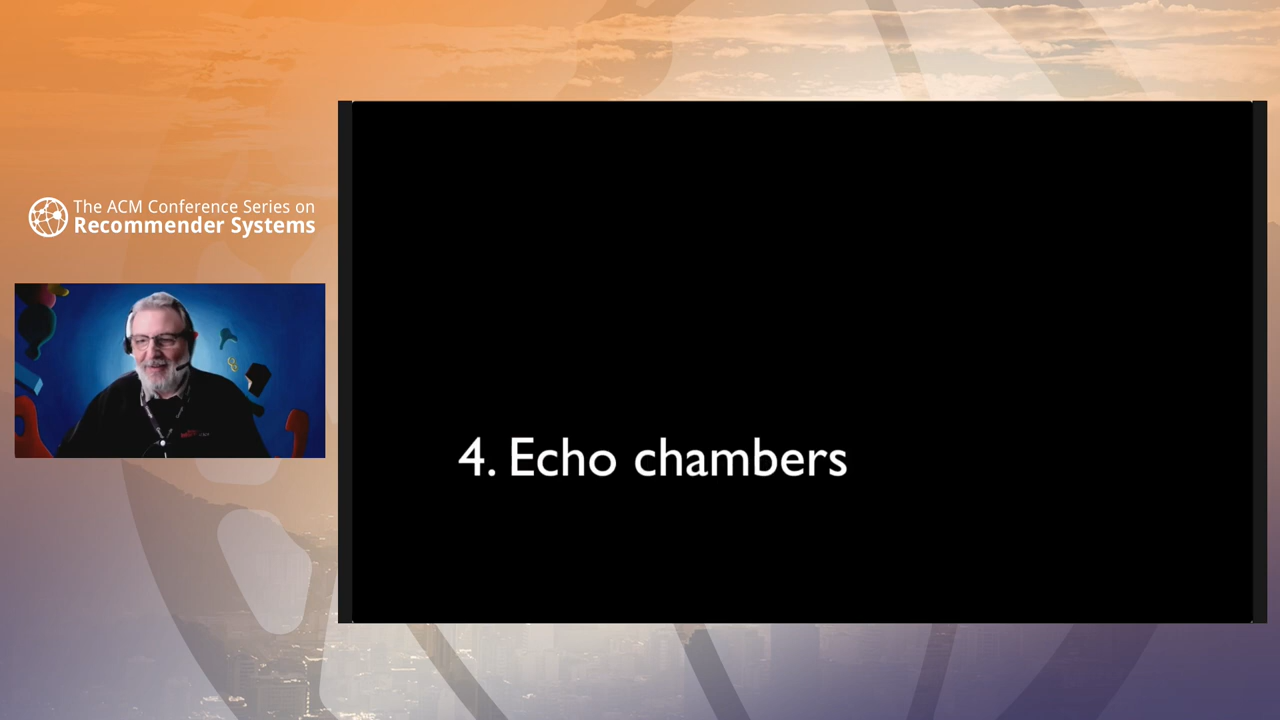 The ACM Conference Series on
Recommender Systems
4. Echo chambers